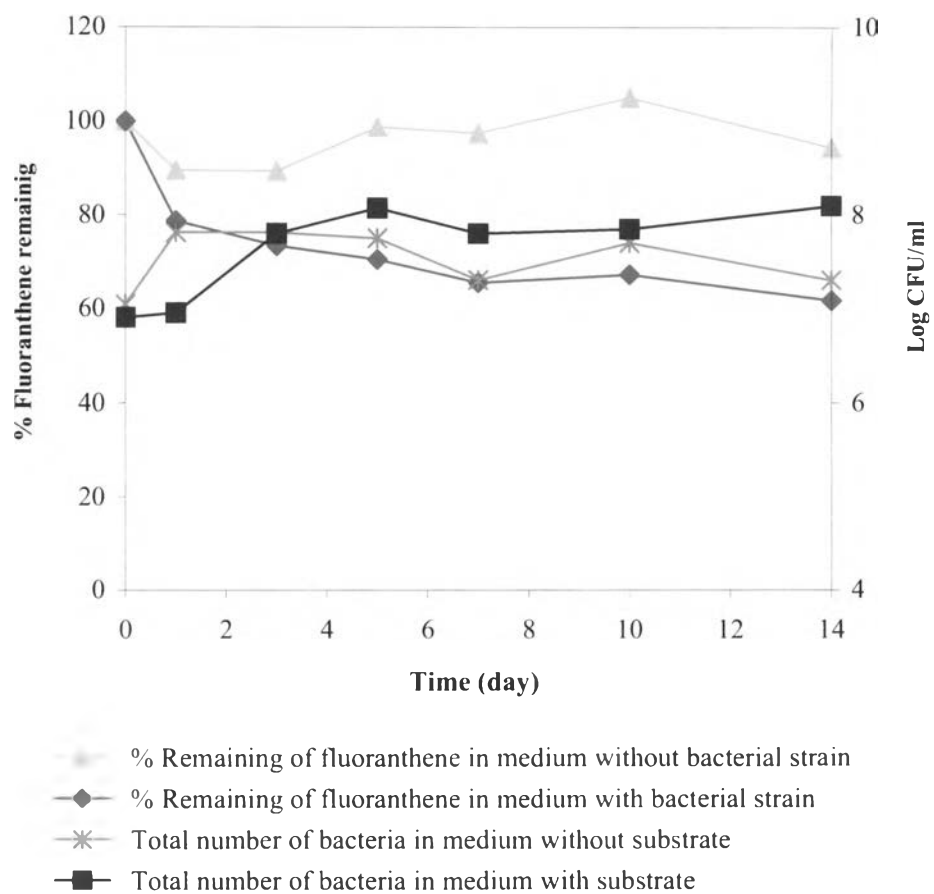 120
100
80
60
40
20
0
% Fluoranthene remainig
10
8
6
4
Log CFU/ml
0 2 4 6 8 10 12 14
Time (day)
% Remaining of fluoranthene in medium without bacterial strain
% Remaining of fluoranthene in medium with bacterial strain
Total number of bacteria in medium without substrate
Total number of bacteria in medium with substrate